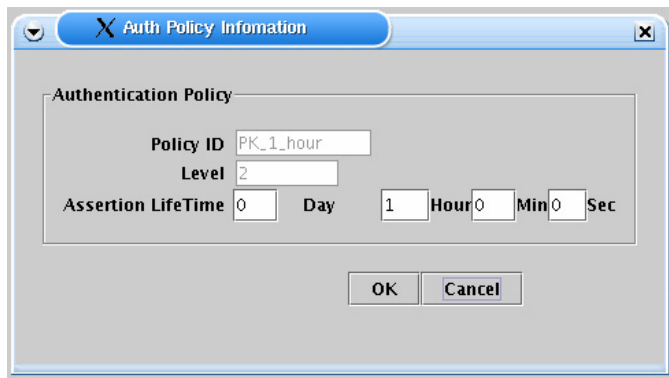 X Auth Policy Infomation
Authentication Policy
Policy ID PK_1_hour
Level 2
Assertion LifeTime 0 Day 1 Hour 0 Min 0 Sec
OK Cancel